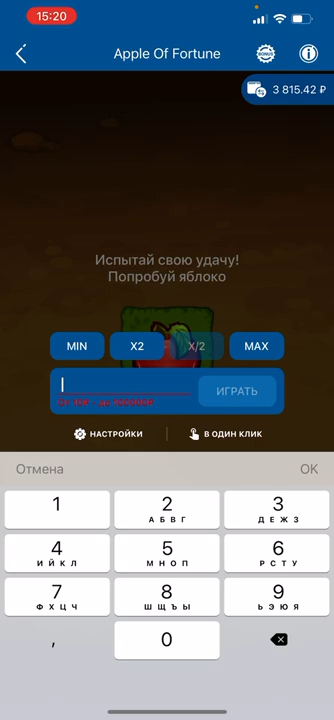 15:20
Apple Of Fortune
BONUS
3 815.42 ₽
Испытай свою удачу!
Попробуй яблоко
MIN
X2
X/2
MAX
ИГРАТЬ
НАСТРОЙКИ
В ОДИН КЛИК
Отмена
OK
1
2
АБВГ
3
ДЕЖЗ
4
ИЙКЛ
5
МНОП
6
РСТУ
7
ФХЦЧ
8
ШЩЪЫ
9
ЬЭЮЯ
,
0